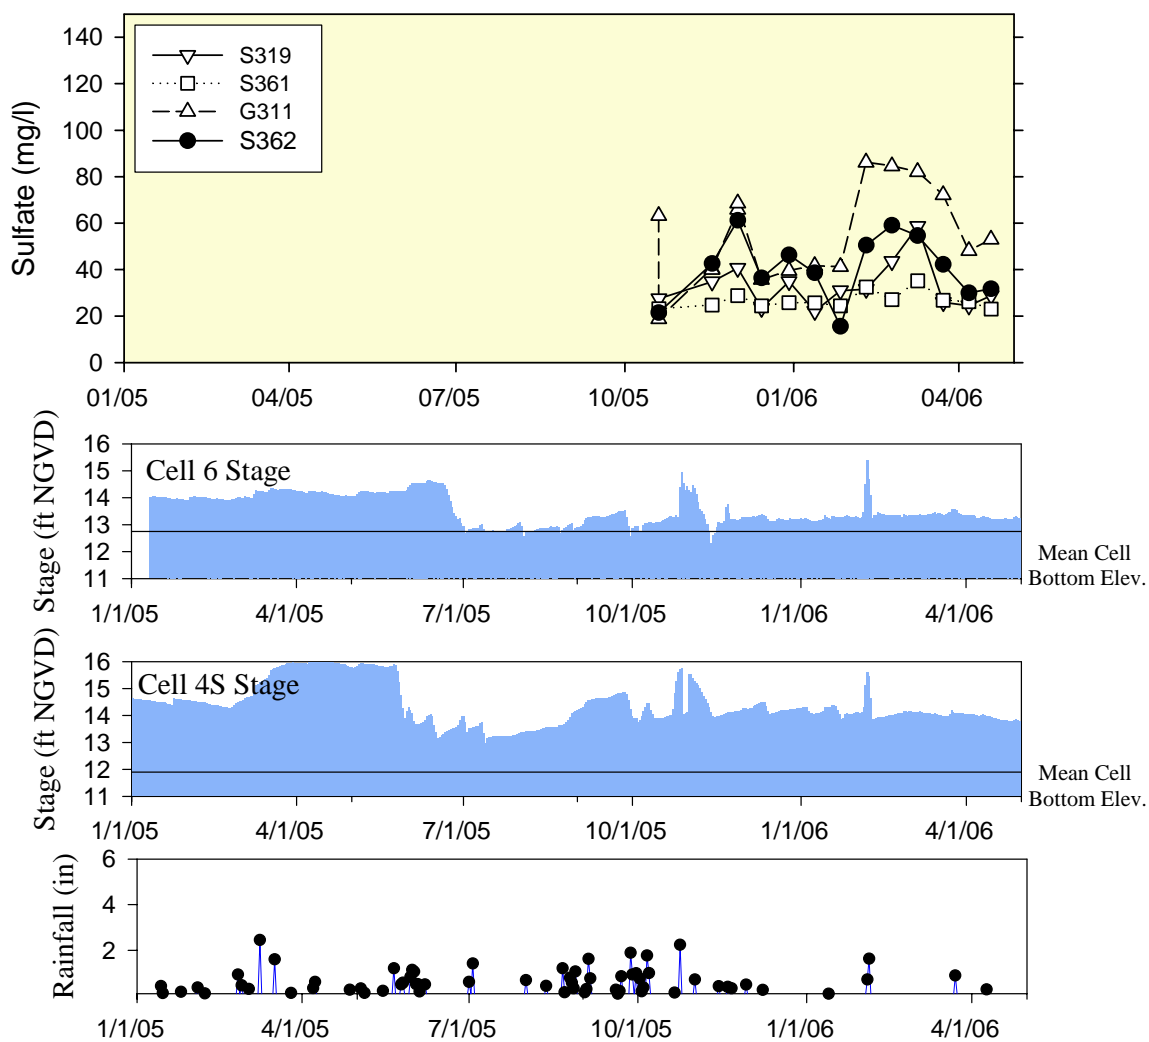 140
120
100
80
60
40
20
0
Sulfate (mg/l)
S319
S361
G311
S362
01/05 04/05 07/05 10/05 01/06 04/06
16
15
14
13
12
11
Stage (ft NGVD)
Cell 6 Stage
Mean Cell
Bottom Elev.
1/1/05 4/1/05 7/1/05 10/1/05 1/1/06 4/1/06
16
15
14
13
12
11
Stage (ft NGVD)
Cell 4S Stage
Mean Cell
Bottom Elev.
1/1/05 4/1/05 7/1/05 10/1/05 1/1/06 4/1/06
6
4
2
Rainfall (in)
1/1/05 4/1/05 7/1/05 10/1/05 1/1/06 4/1/06